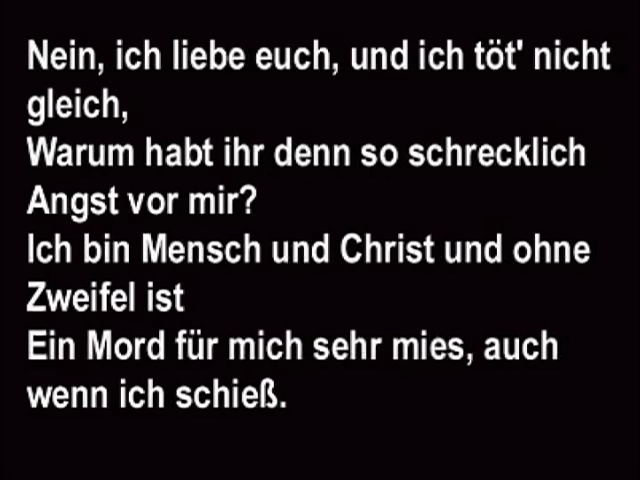 Nein, ich liebe euch, und ich töt' nicht
gleich,
Warum habt ihr denn so schrecklich
Angst vor mir?
Ich bin Mensch und Christ und ohne
Zweifel ist
Ein Mord für mich sehr mies, auch
wenn ich schieß.